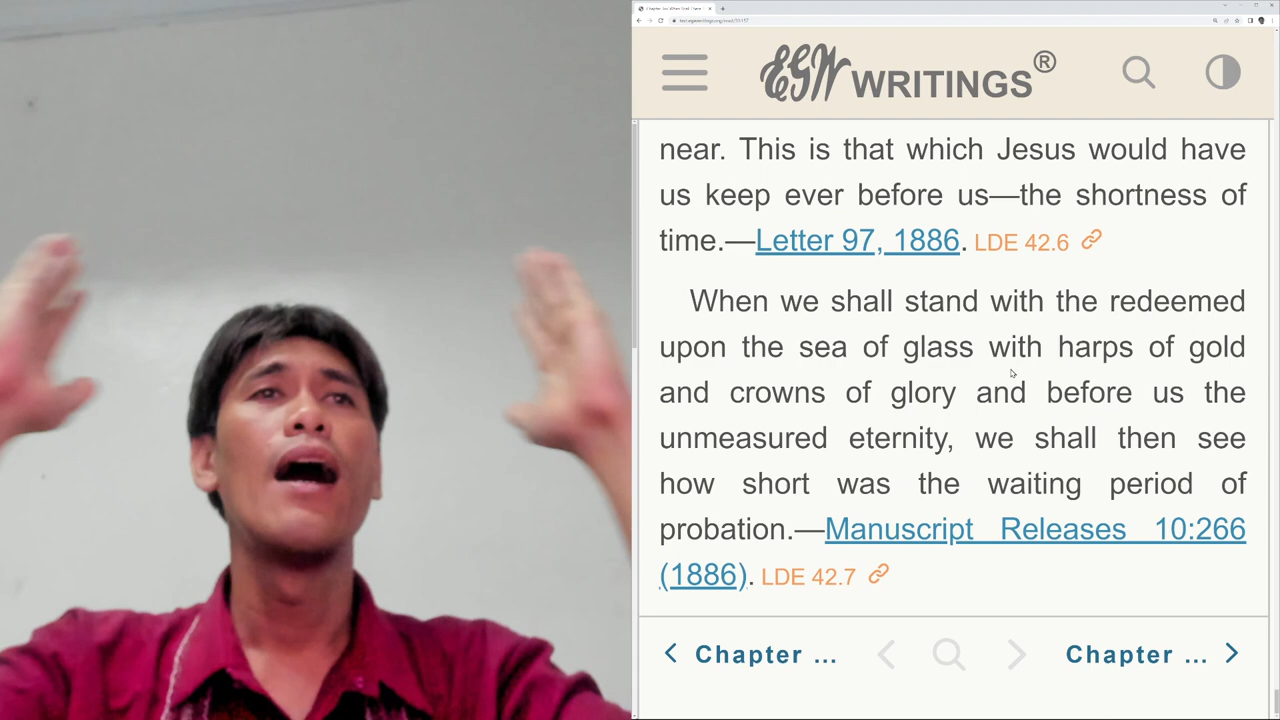 EGW WRITINGS®
near. This is that which Jesus would have
us keep ever before us—the shortness of
time.—Letter 97, 1886. LDE 42.6
When we shall stand with the redeemed
upon the sea of glass with harps of gold
and crowns of glory and before us the
unmeasured eternity, we shall then see
how short was the waiting period of
probation.—Manuscript Releases 10:266
(1886). LDE 42.7
Chapter ...
Chapter ...